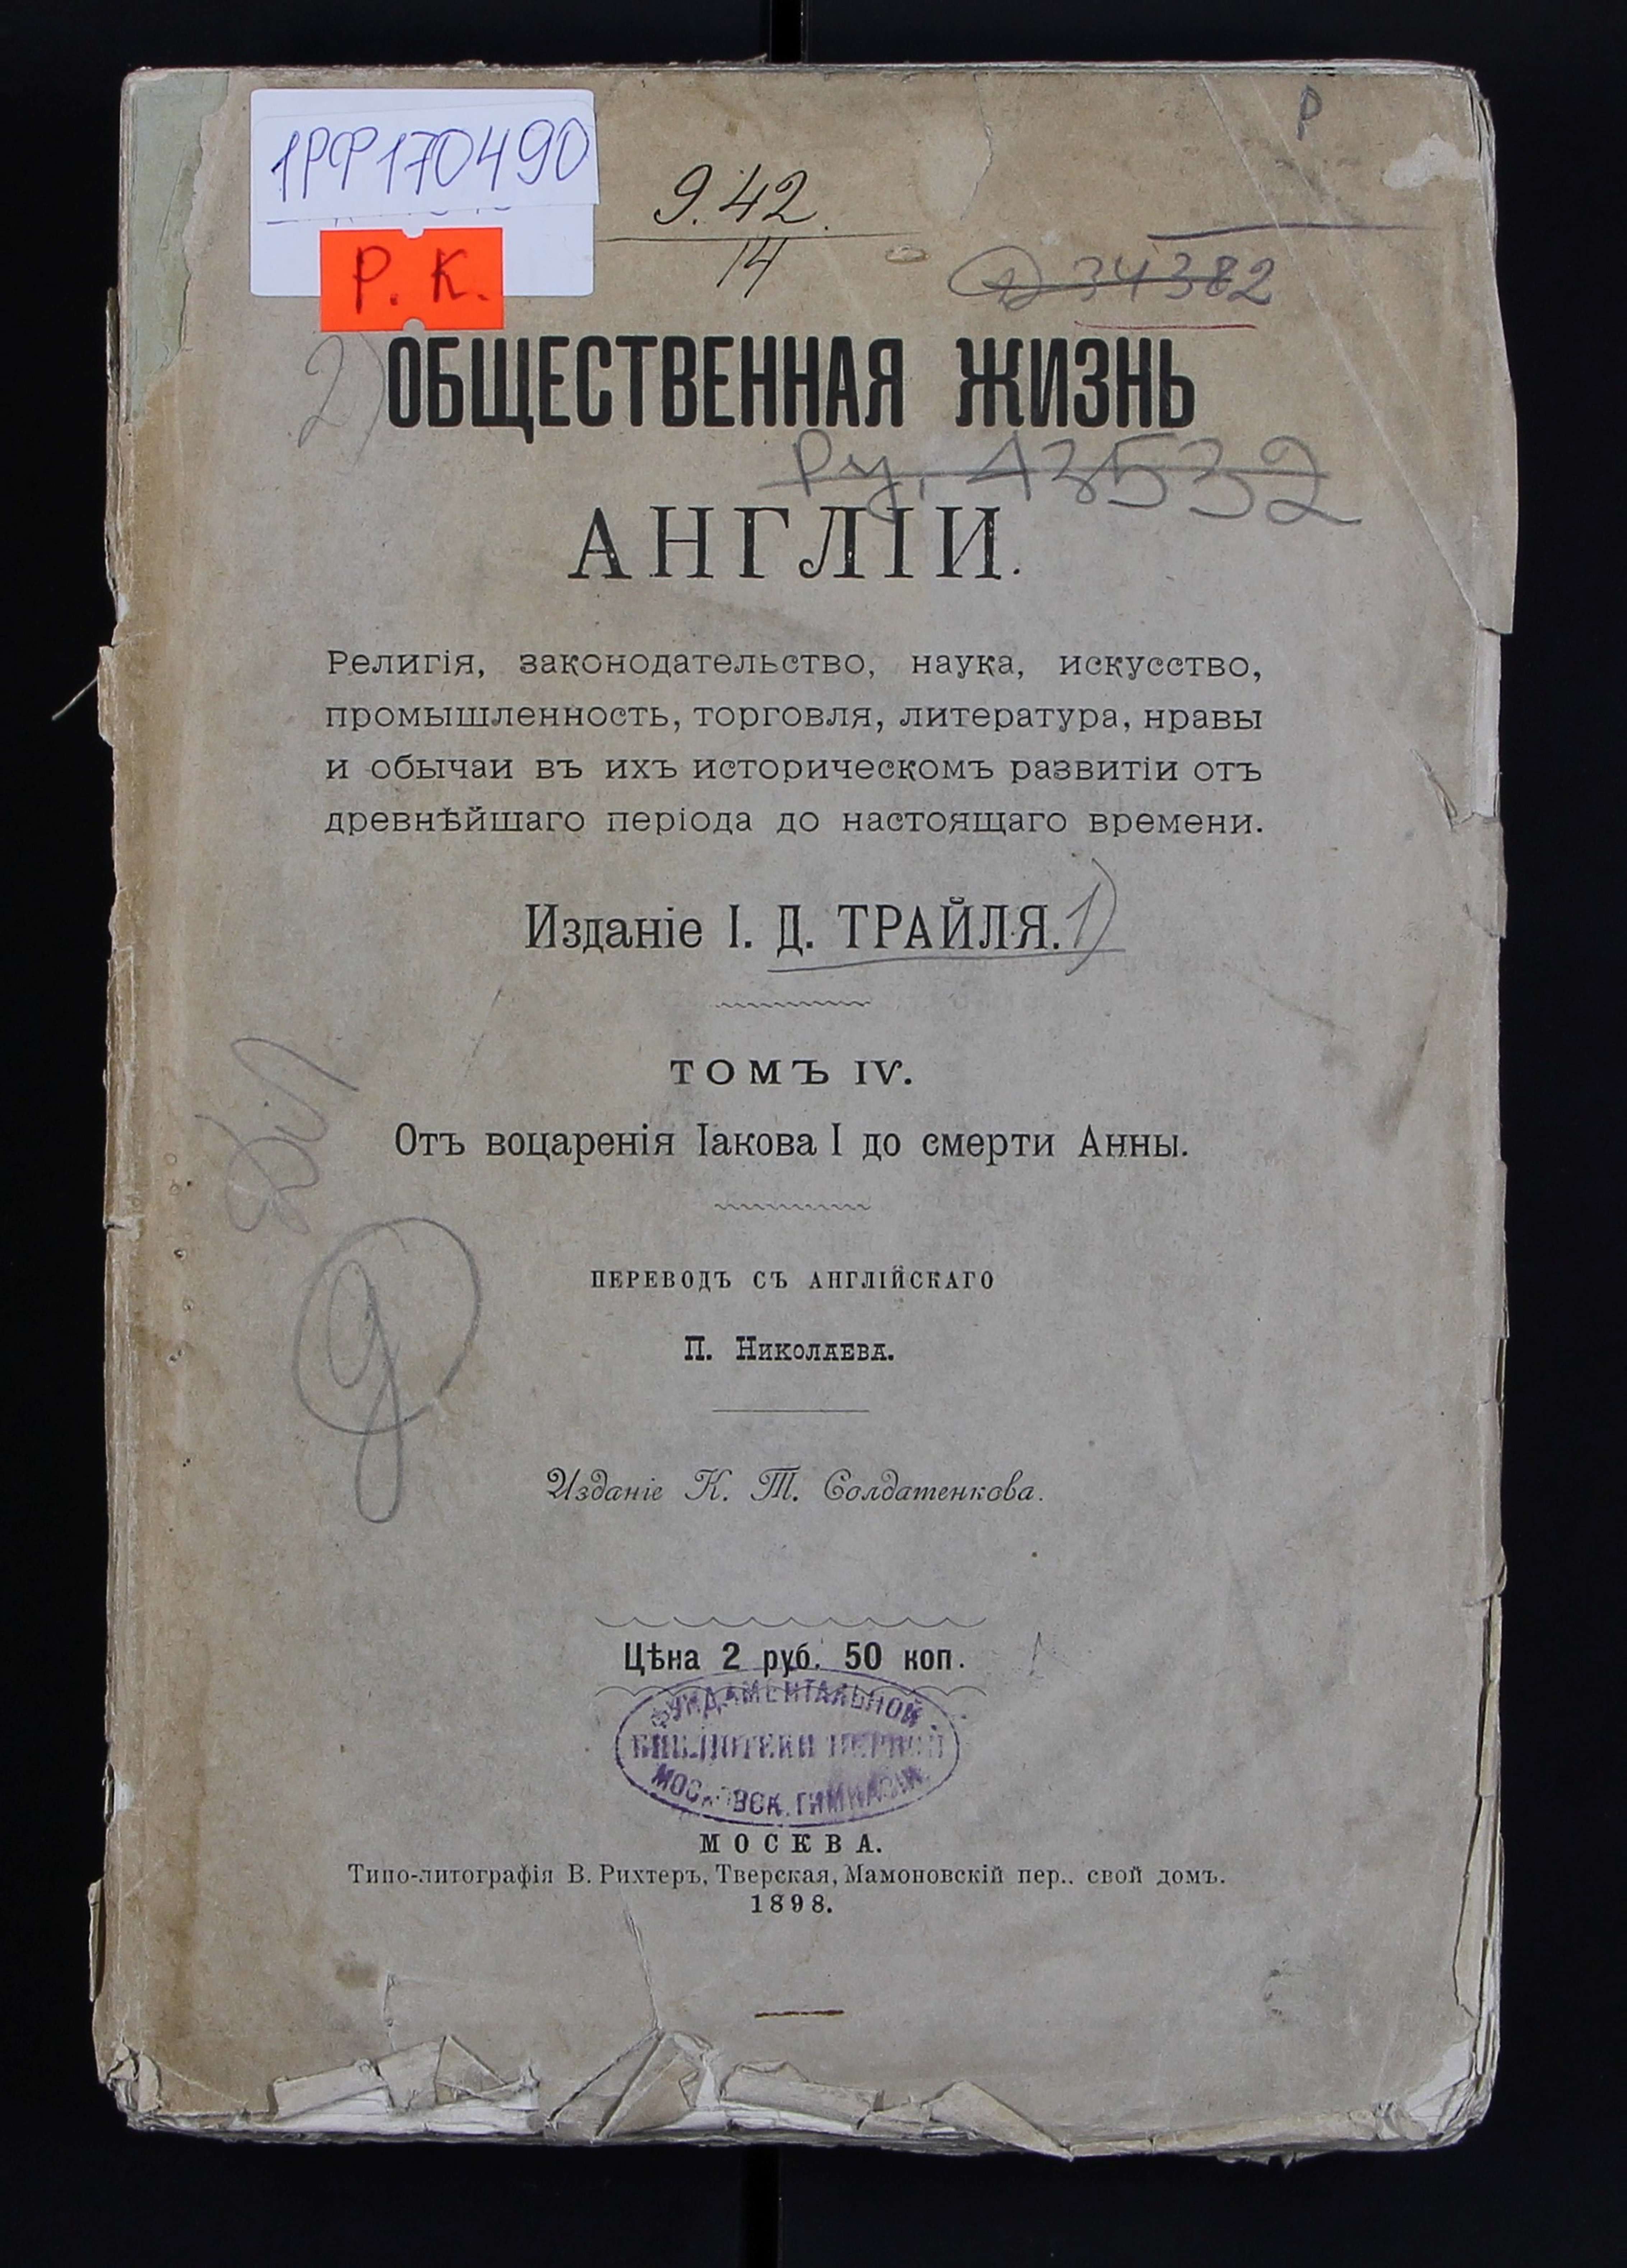 1РФ170490
Р. К.
9.42.
14
Р
34382
2)
ОБЩЕСТВЕННАЯ ЖИЗНЬ
Ру. 43532
АНГЛІИ.
Религія, законодательство, наука, искусство,
промышленность, торговля, литература, нравы
и обычаи въ ихъ историческомъ развитіи отъ
древнѣйшаго періода до настоящаго времени.
Изданіе І. Д. ТРАЙЛЯ. 1)
ТОМЪ IV.
Отъ воцаренія Іакова I до смерти Анны.
ПЕРЕВОДЪ СЪ АНГЛІЙСКАГО
П. Николаева.
Изданіе К. Т. Солдатенкова.
Цѣна 2 руб. 50 коп.
ФУНДАМЕНТАЛЬНОЙ
БИБЛІОТЕКИ ПЕРВОЙ
МОСКОВСК. ГИМНАЗІИ
МОСКВА.
Типо-литографія В. Рихтеръ, Тверская, Мамоновскій пер.. свой домъ.
1898.